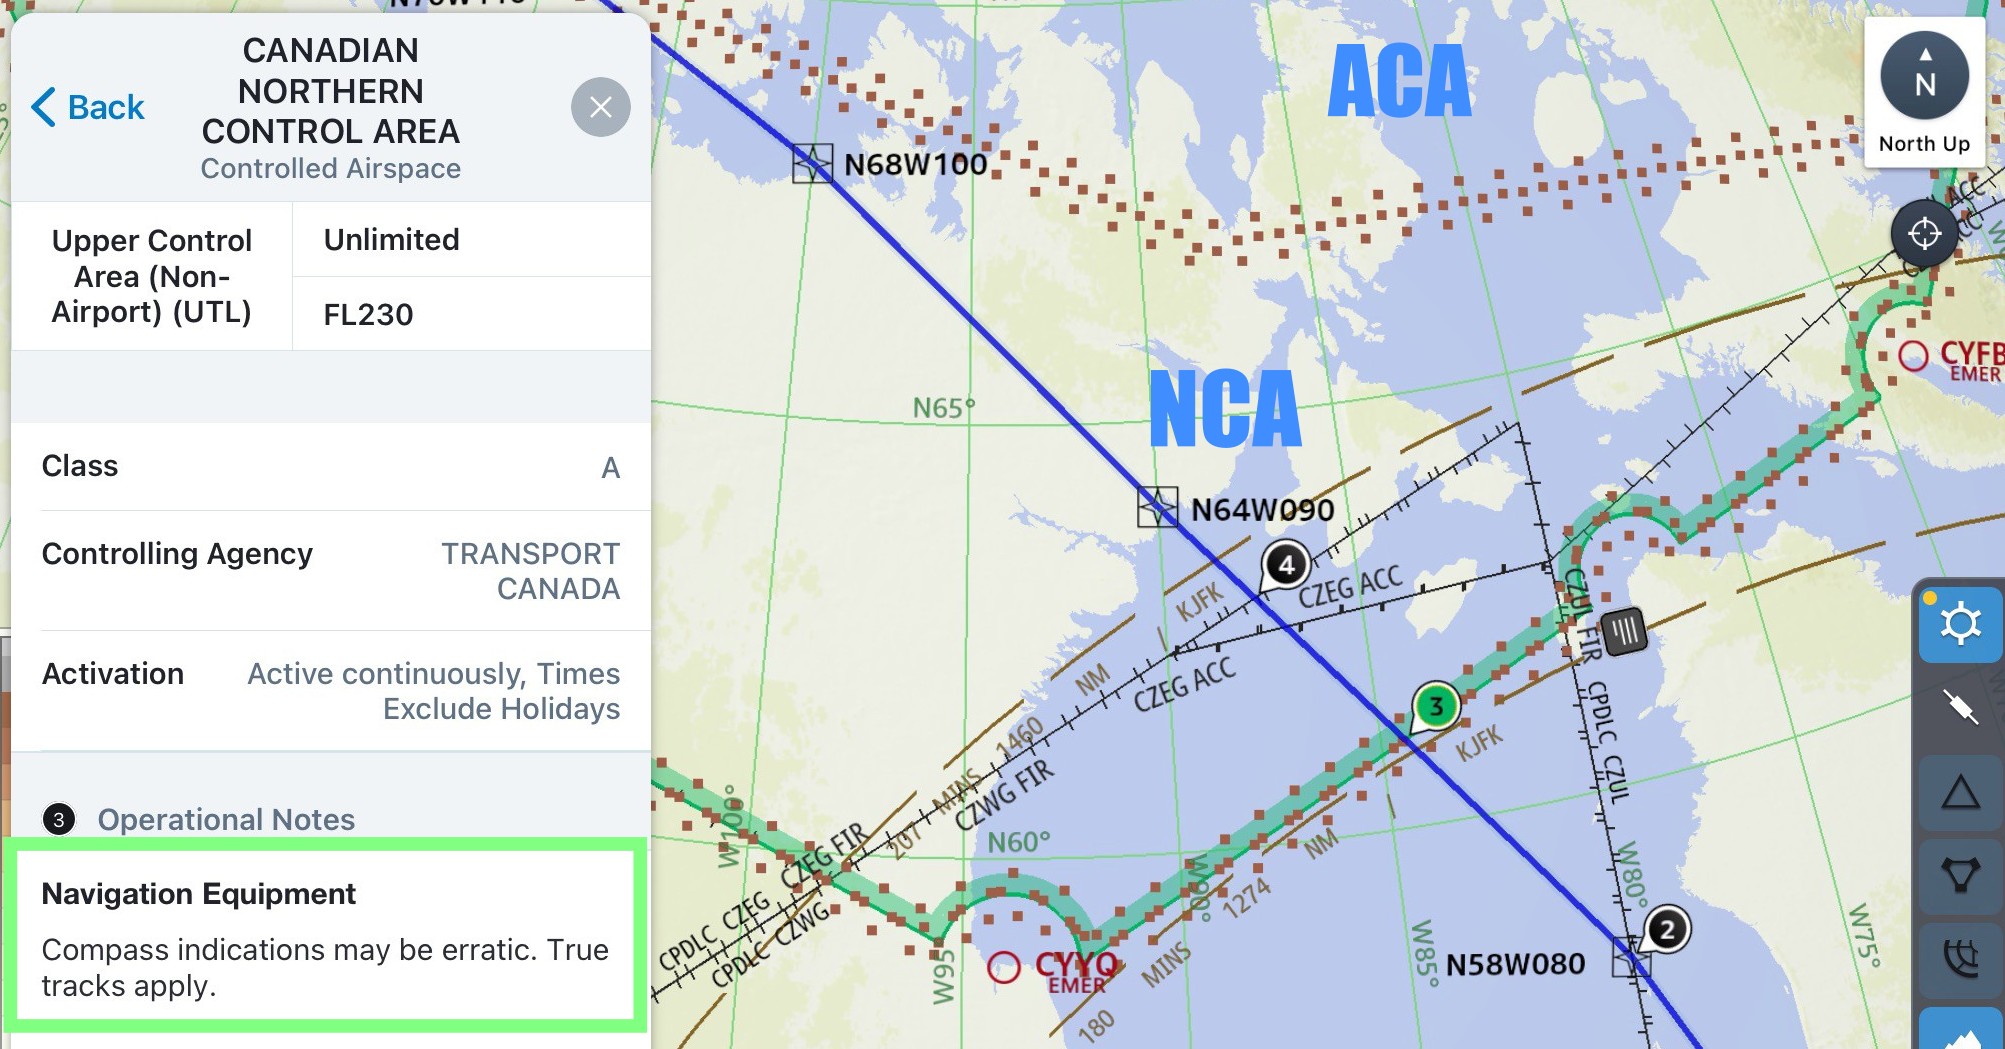 CANADIAN
NORTHERN
CONTROL AREA
Controlled Airspace
Back
Upper Control
Area (Non-
Airport) (UTL)
Unlimited
FL230
Class
A
Controlling Agency
TRANSPORT
CANADA
Activation
Active continuously, Times
Exclude Holidays
3 Operational Notes
Navigation Equipment
Compass indications may be erratic. True
tracks apply.
ACA
N
North Up
N68W100
ACC
CYFB
EMER
NCA
N65°
N64W090
4
KJFK
CZEG ACC
NM
CZEG ACC
CZUL FIR
3
KJFK
CPDLC CZUL
1460
MINS
CZWG FIR
207
W100°
CZEG FIR
N60°
NM
W090°
1274
W80°
2
CPDLC CZEG
CPDLC CZWG
W95
CYYQ
EMER
MINS
W85°
N58W080
W75°
180